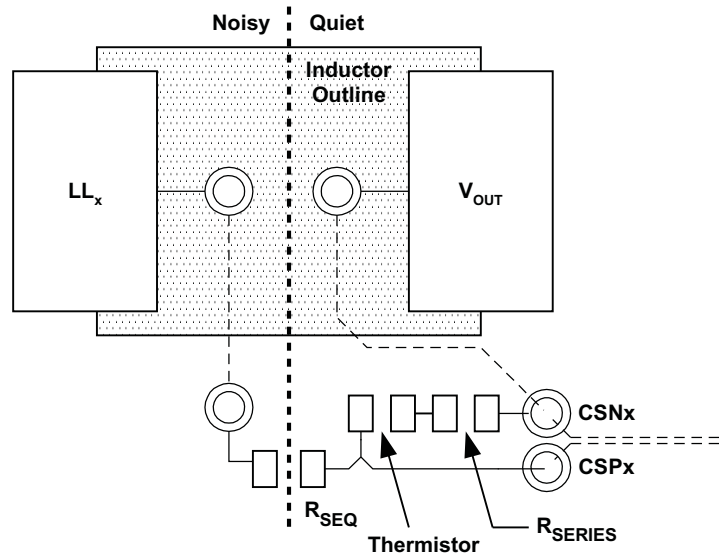 Noisy Quiet
Inductor
Outline
LLx
VOUT
CSNx
CSPx
RSEQ
RSERIES
Thermistor